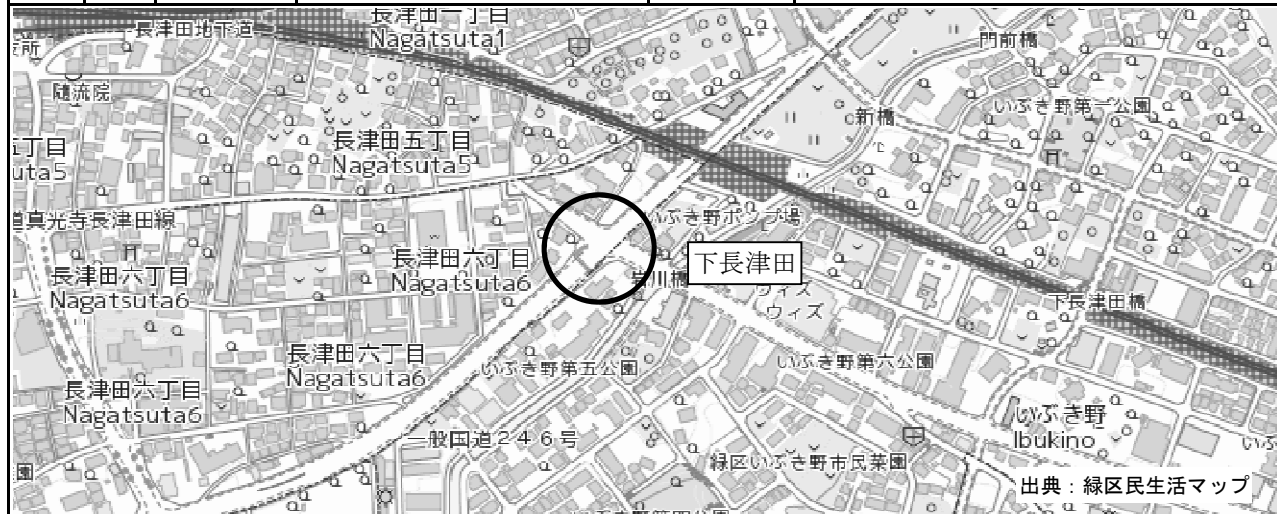 長津田地下道
長津田一丁目
Nagatsuta1
門前橋
随流院
いぶき野第一公園
新橋
長津田五丁目
Nagatsuta5
丁目
uta5
道真光寺長津田線
いぶき野ポンプ場
長津田六丁目
Nagatsuta6
長津田六丁目
Nagatsuta6
岩川橋
下長津田
ウィズ
ウィズ
下長津田橋
長津田六丁目
Nagatsuta6
いぶき野第五公園
いぶき野第六公園
長津田六丁目
Nagatsuta6
いぶき野
Ibukino
一般国道246号
緑区いぶき野市民菜園
園
出典:緑区民生活マップ